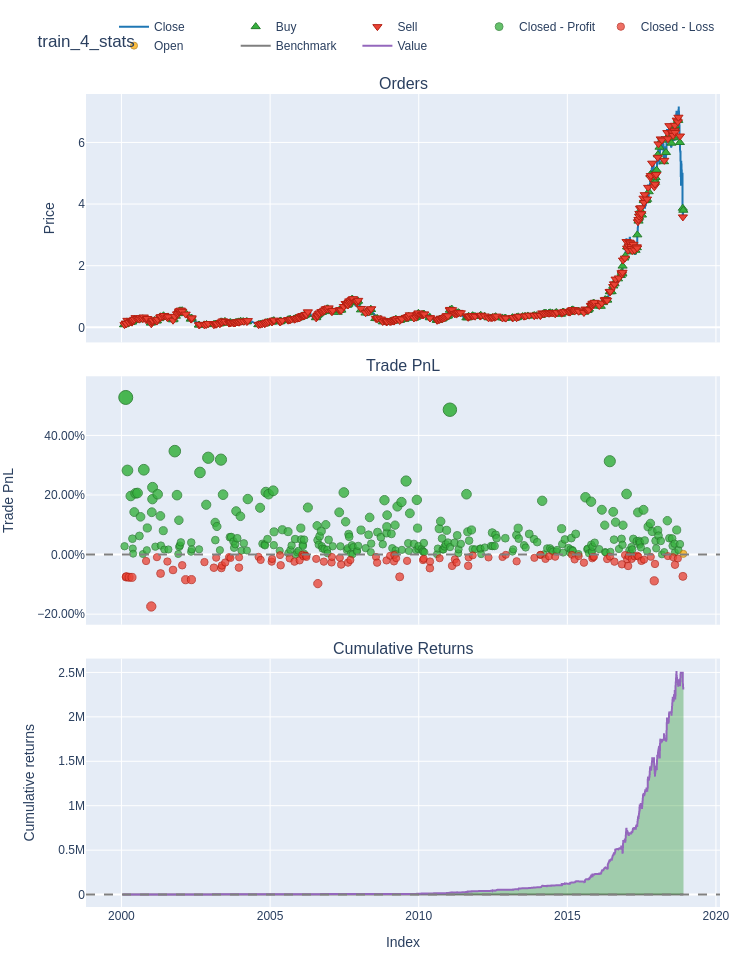 train_4_stats
Close
Buy
Sell
Closed - Profit
Closed - Loss
Open
Benchmark
Value
Orders
Price
6
4
2
0
Trade PnL
Trade PnL
40.00%
20.00%
0.00%
−20.00%
Cumulative Returns
Cumulative returns
2.5M
2M
1.5M
1M
0.5M
0
2000
2005
2010
2015
2020
Index